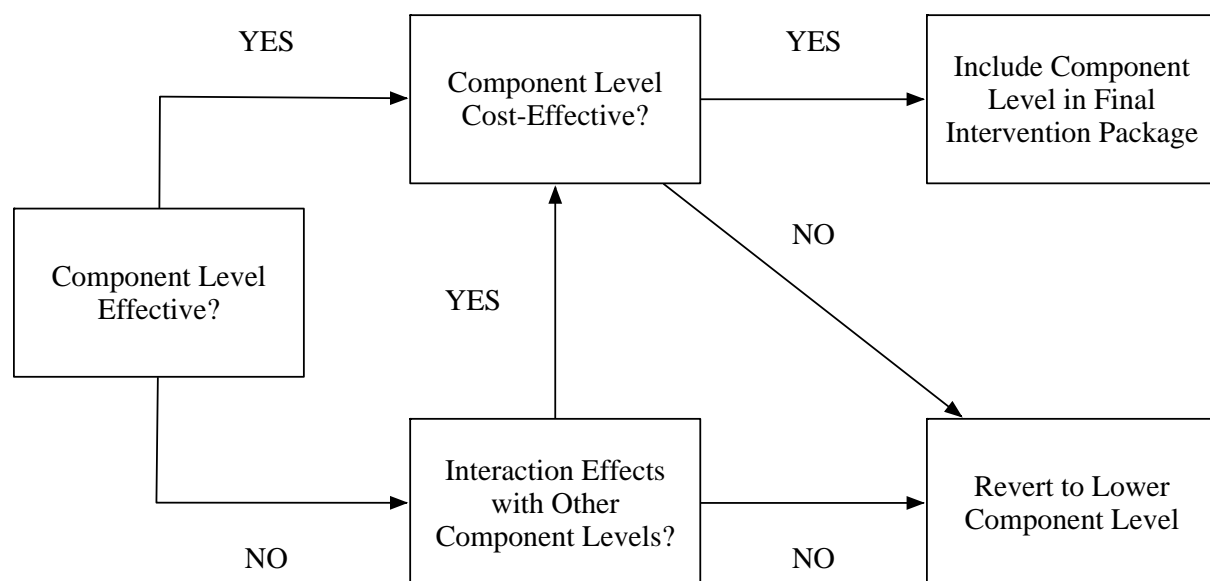 YES
YES
Component Level
Cost-Effective?
Include Component
Level in Final
Intervention Package
NO
Component Level
Effective?
YES
Interaction Effects
with Other
Component Levels?
Revert to Lower
Component Level
NO
NO